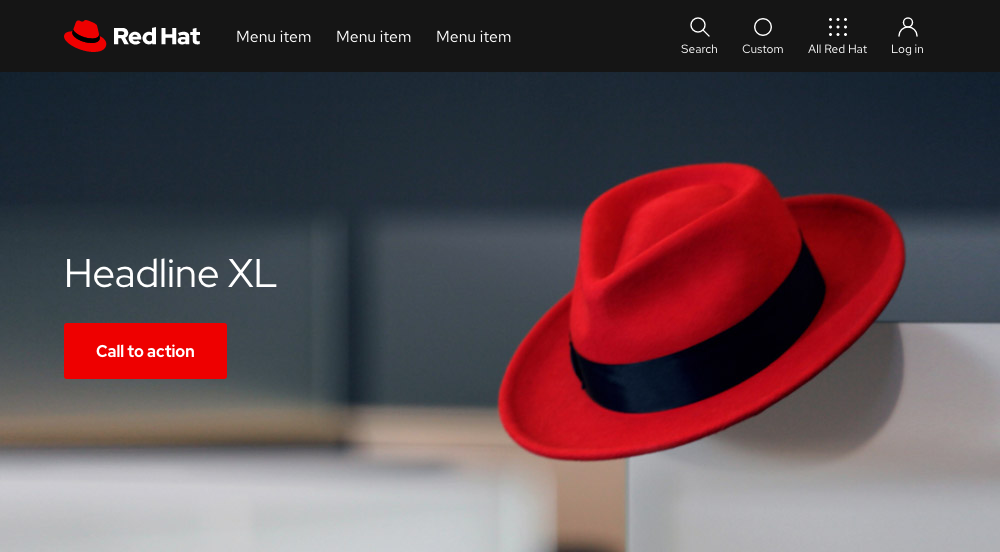 Red Hat
Menu item Menu item Menu item
Search Custom All Red Hat Log in
Headline XL
Call to action